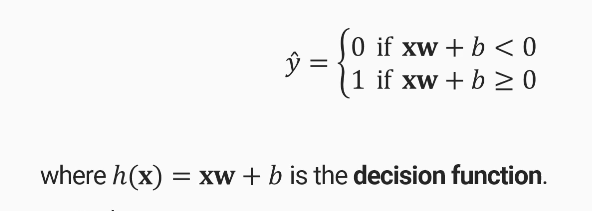 ŷ = {0 if xw + b < 0
1 if xw + b ≥ 0
where h(x) = xw + b is the decision function.